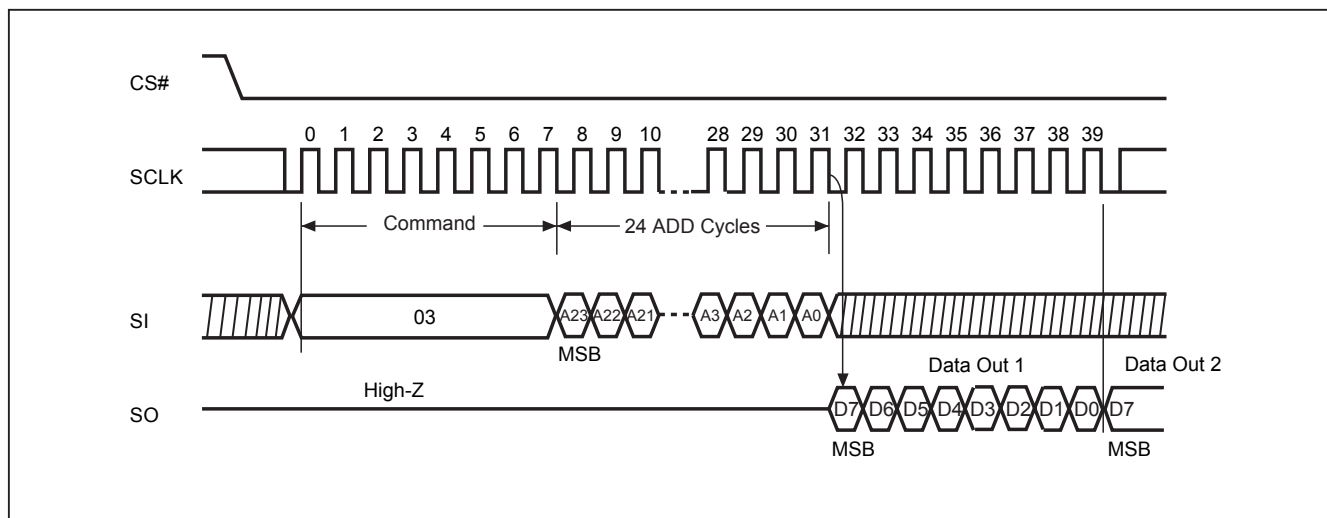 CS#
0 1 2 3 4 5 6 7 8 9 10 28 29 30 31 32 33 34 35 36 37 38 39
SCLK
Command 24 ADD Cycles
SI 03 A23 A22 A21 A3 A2 A1 A0
MSB
Data Out 1 Data Out 2
High-Z
SO D7 D6 D5 D4 D3 D2 D1 D0 D7
MSB MSB